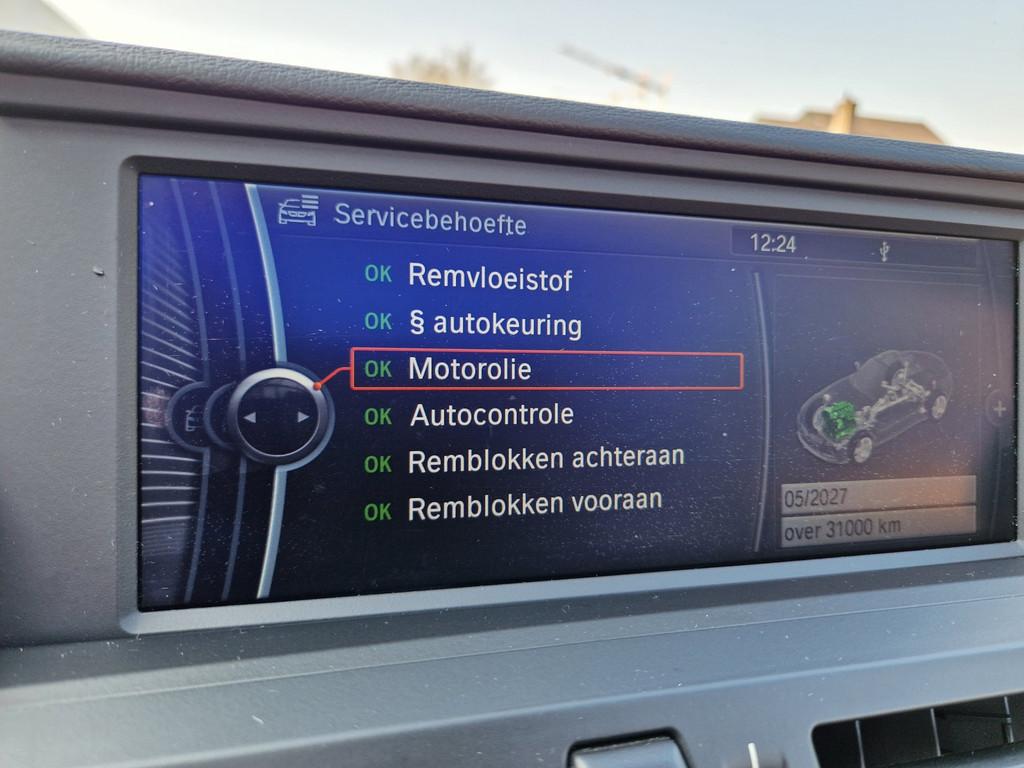 Servicebehoefte
12:24
OK Remvloeistof
OK § autokeuring
OK Motorolie
OK Autocontrole
OK Remblokken achteraan
OK Remblokken vooraan
05/2027
over 31000 km